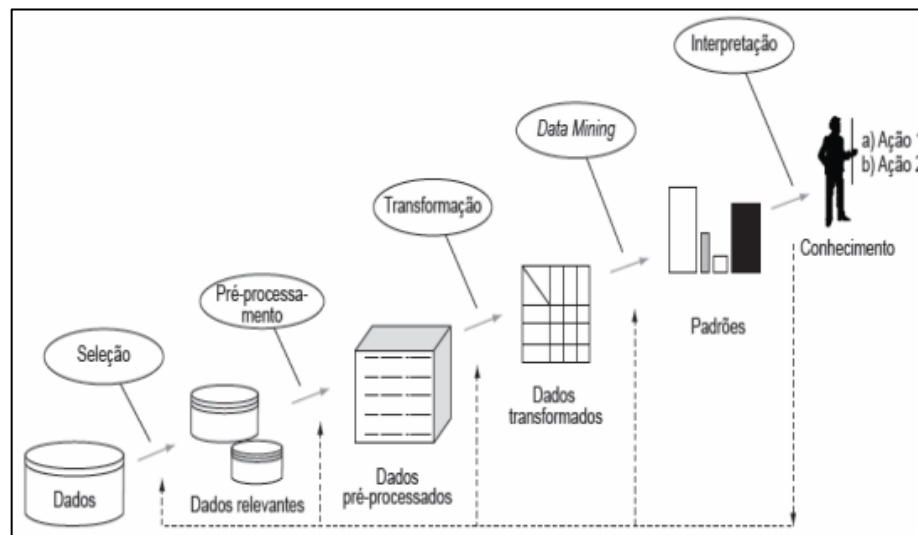 Interpretação
Data Mining
a) Ação 1
b) Ação 2
Transformação
Conhecimento
Pré-processa-
mento
Padrões
Seleção
Dados
transformados
Dados
pré-processados
Dados relevantes
Dados